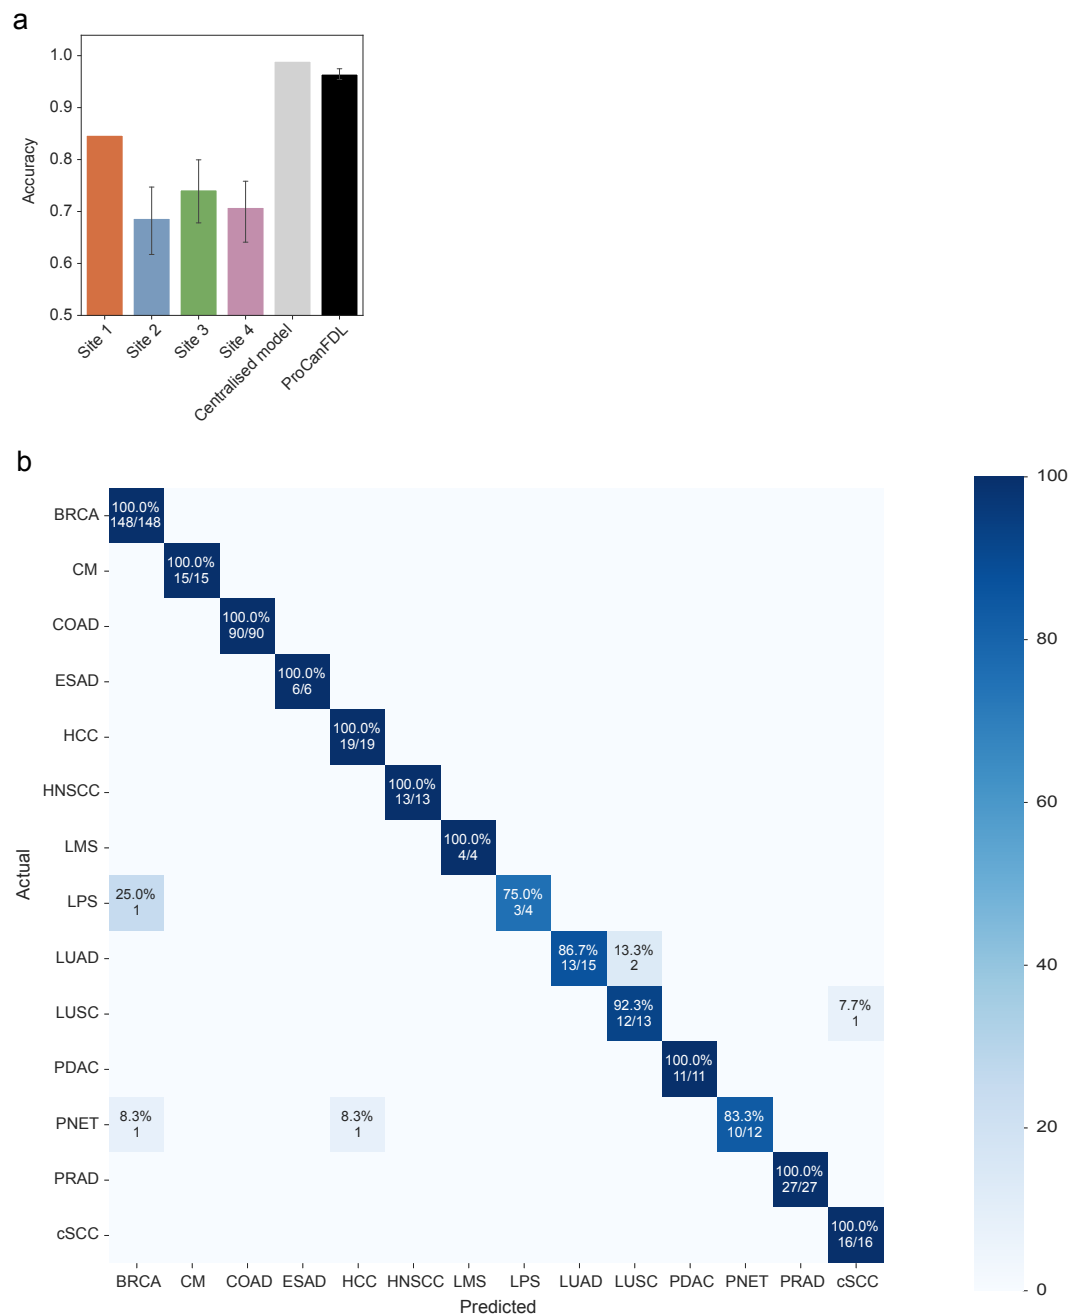 a
1.0
0.9
0.8
0.7
0.6
0.5
Accuracy
Site 1
Site 2
Site 3
Site 4
Centralised model
ProCanFDL
b
BRCA
100.0%
148/148
CM
100.0%
15/15
COAD
100.0%
90/90
ESAD
100.0%
6/6
HCC
100.0%
19/19
HNSCC
100.0%
13/13
LMS
100.0%
4/4
LPS
25.0%
1
75.0%
3/4
LUAD
86.7%
13/15
13.3%
2
LUSC
92.3%
12/13
7.7%
1
PDAC
100.0%
11/11
PNET
8.3%
1
8.3%
1
83.3%
10/12
PRAD
100.0%
27/27
cSCC
100.0%
16/16
Actual
BRCA CM COAD ESAD HCC HNSCC LMS LPS LUAD LUSC PDAC PNET PRAD cSCC
Predicted
100
80
60
40
20
0